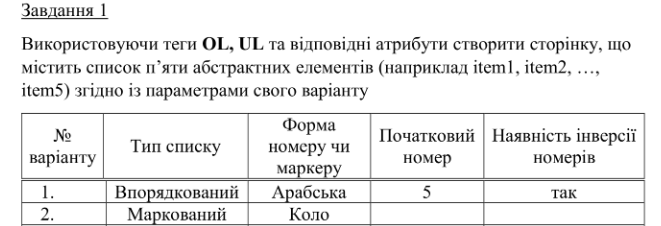 Завдання 1
Використовуючи теги OL, UL та відповідні атрибути створити сторінку, що
містить список п’яти абстрактних елементів (наприклад item1, item2, …,
item5) згідно із параметрами свого варіанту
№ варіанту Тип списку Форма номеру чи маркеру Початковий номер Наявність інверсії номерів
1. Впорядкований Арабська 5 так
2. Маркований Коло